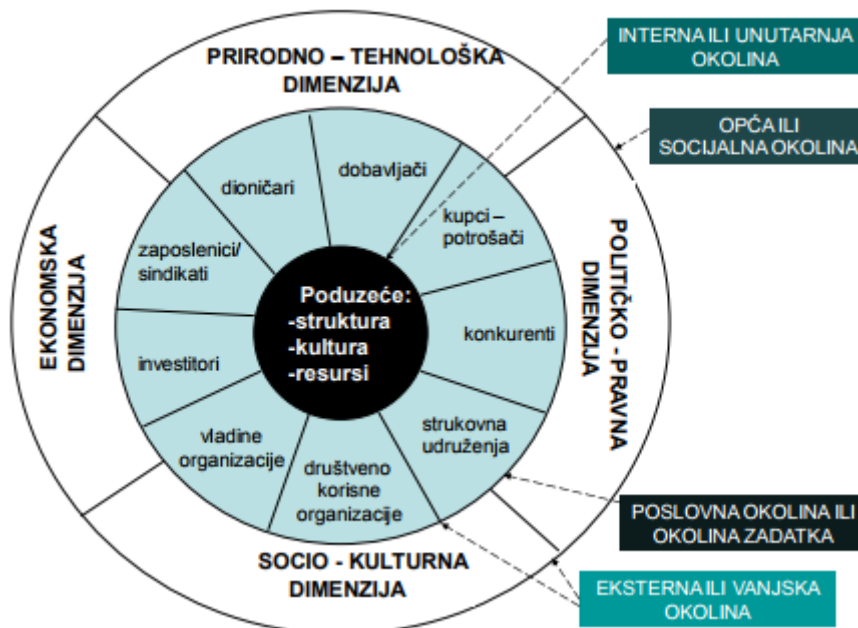 PRIRODNO – TEHNOLOŠKA
DIMENZIJA
INTERNA ILI UNUTARNJA
OKOLINA
OPĆA ILI
SOCIJALNA OKOLINA
dioničari
dobavljači
kupci –
potrošači
zaposlenici/
sindikati
EKONOMSKA
DIMENZIJA
POLITIČKO - PRAVNA
DIMENZIJA
Poduzeće:
-struktura
-kultura
-resursi
konkurenti
investitori
strukovna
udruženja
vladine
organizacije
društveno
korisne
organizacije
POSLOVNA OKOLINA ILI
OKOLINA ZADATKA
SOCIO - KULTURNA
DIMENZIJA
EKSTERNA ILI VANJSKA
OKOLINA